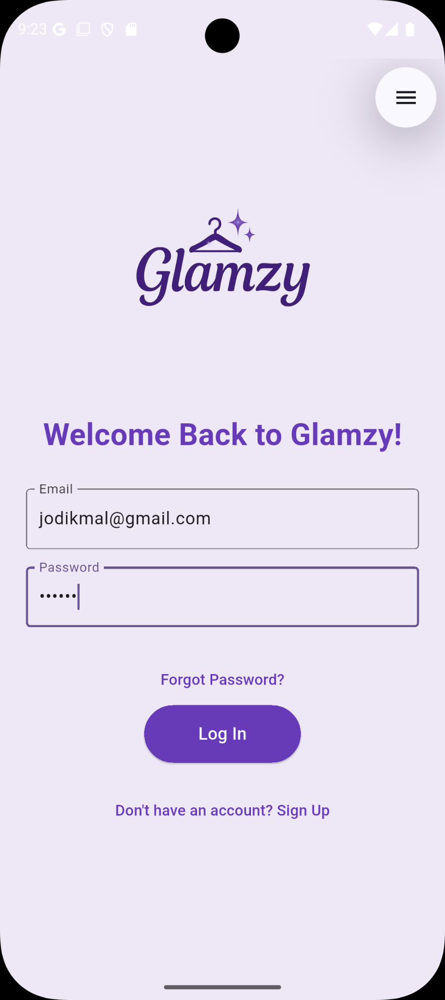 9:23
Glamzy
Welcome Back to Glamzy!
Email
jodikmal@gmail.com
Password
••••••
Forgot Password?
Log In
Don't have an account? Sign Up